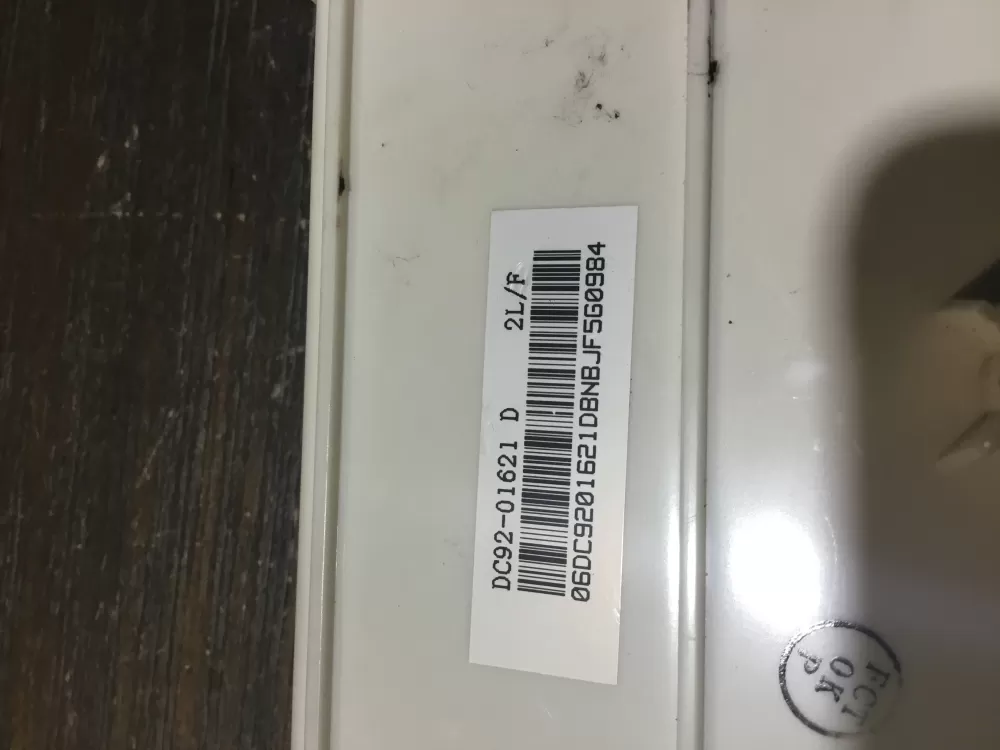 DC92-01621 D 2L/F
06DC9201621DBNBJF5G0984
FCT
OK
P